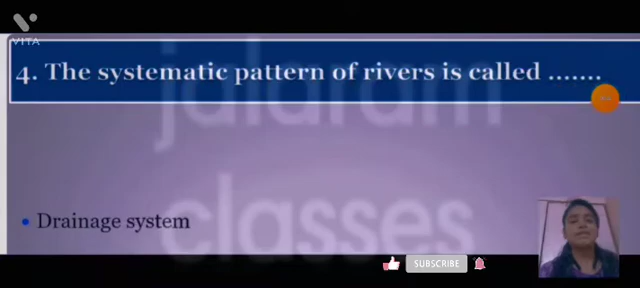 VITA
4. The systematic pattern of rivers is called .......
jalaram
classes
• Drainage system
SUBSCRIBE